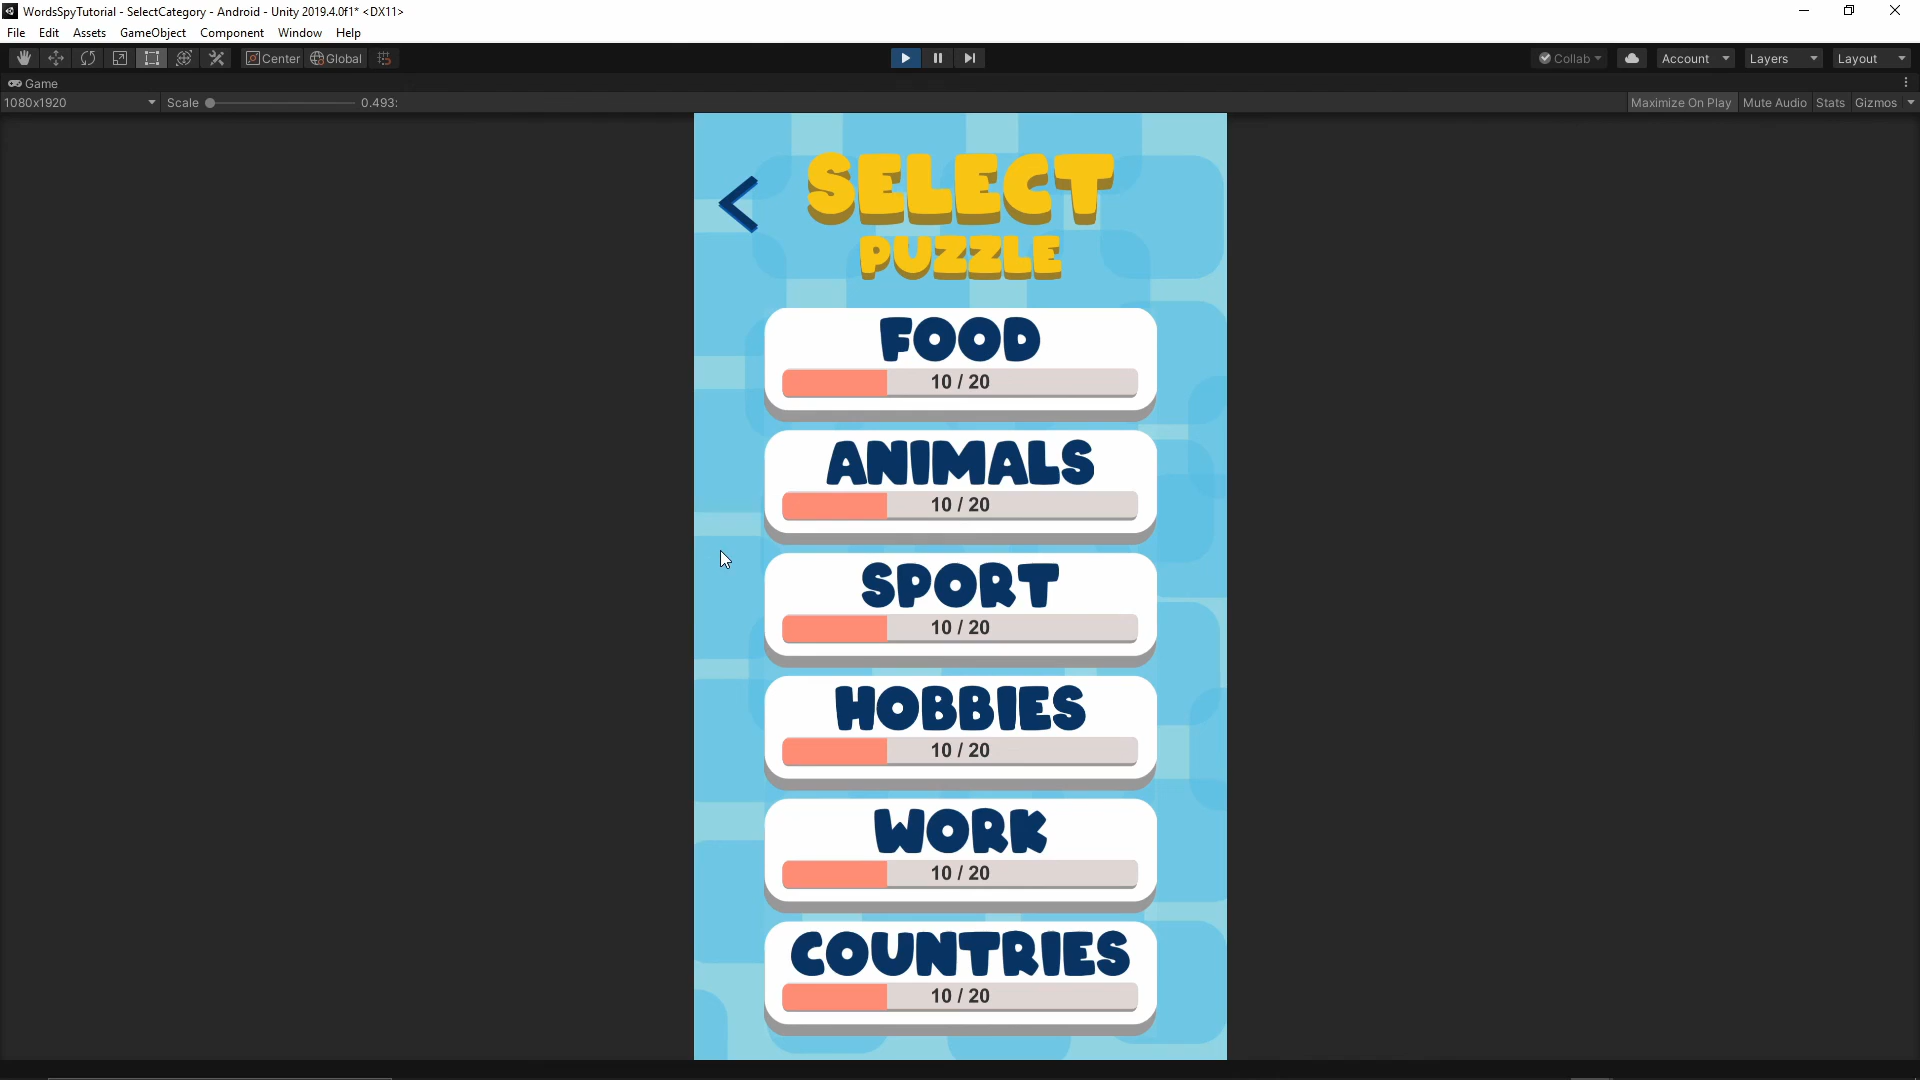 WordsSpyTutorial - SelectCategory - Android - Unity 2019.4.0f1* <DX11>
File Edit Assets GameObject Component Window Help
Center Global Collab Account Layers Layout
Game
1080x1920 Scale 0.493: Maximize On Play Mute Audio Stats Gizmos
SELECT
PUZZLE
FOOD
10 / 20
ANIMALS
10 / 20
SPORT
10 / 20
HOBBIES
10 / 20
WORK
10 / 20
COUNTRIES
10 / 20